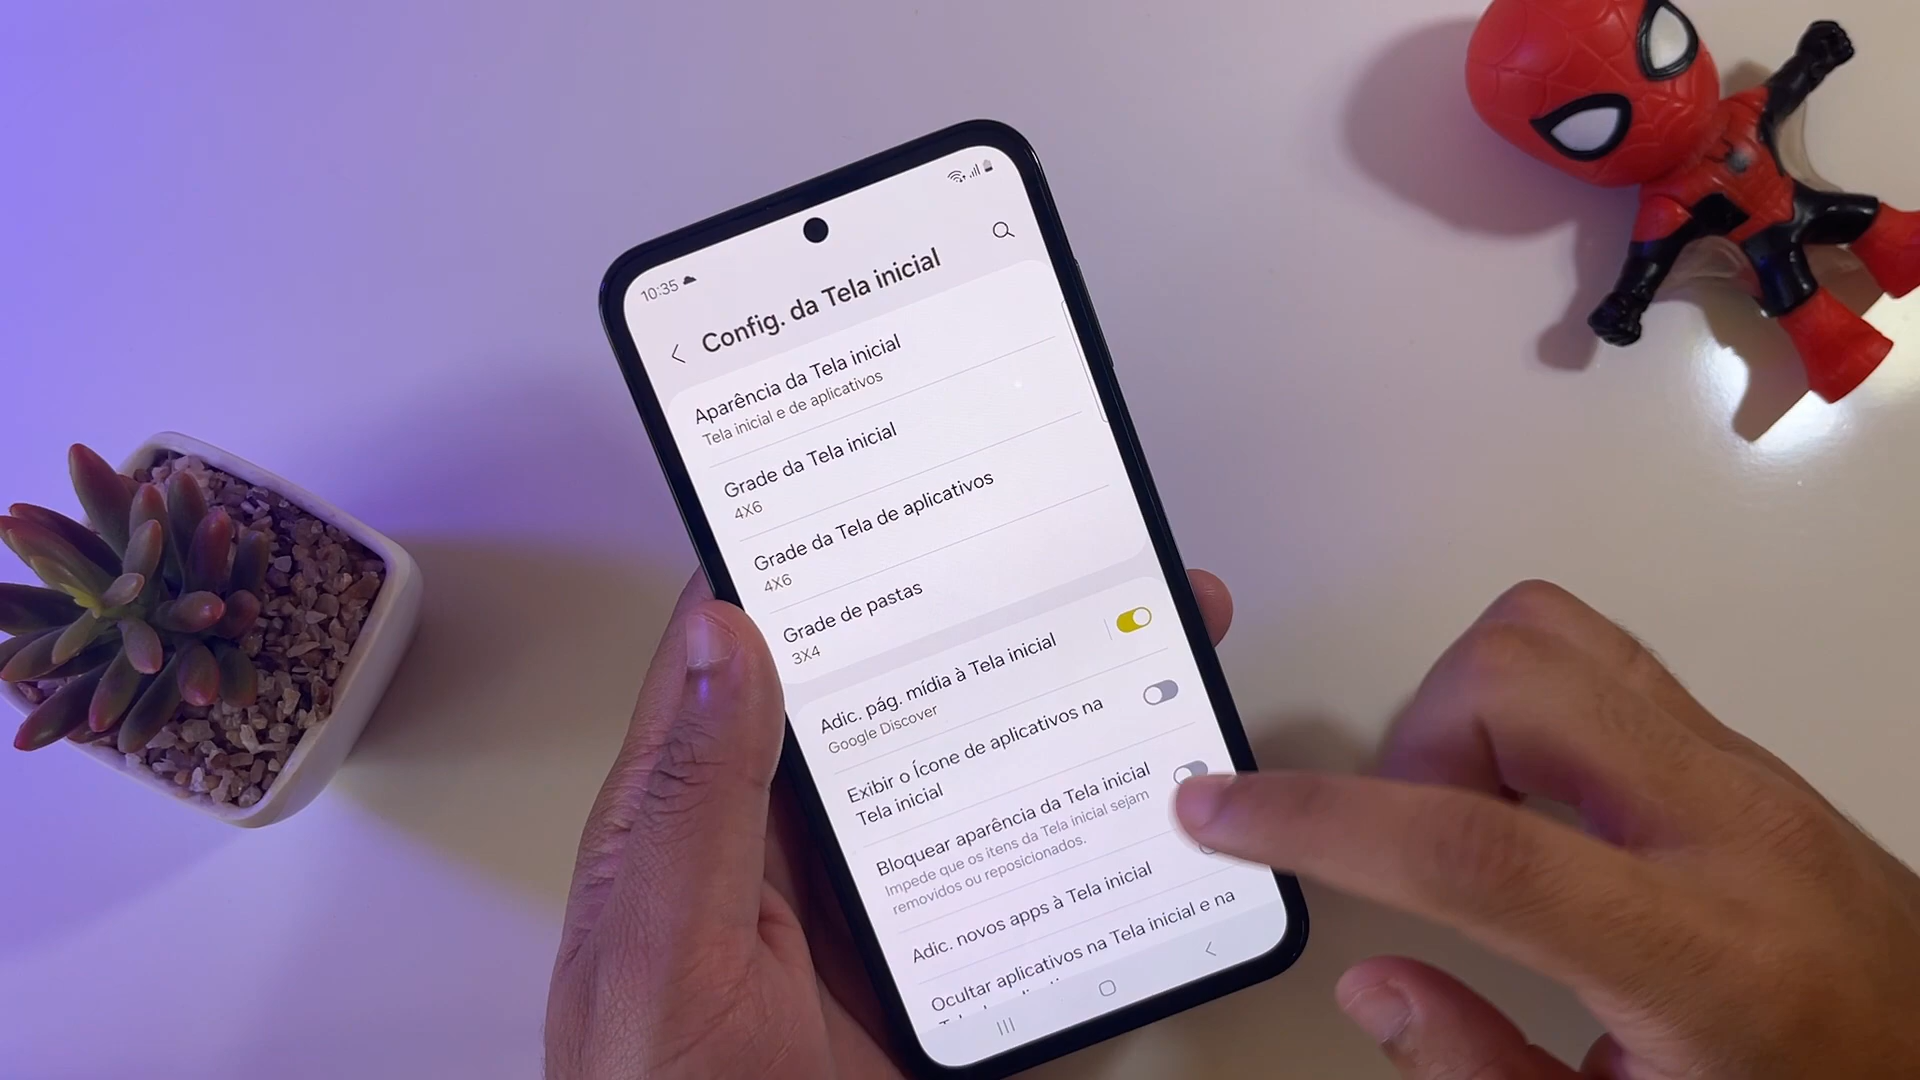 10:35
Config. da Tela inicial
Aparência da Tela inicial
Tela inicial e de aplicativos
Grade da Tela inicial
4X6
Grade da Tela de aplicativos
4X6
Grade de pastas
3X4
Adic. pág. mídia à Tela inicial
Google Discover
Exibir o Ícone de aplicativos na
Tela inicial
Bloquear aparência da Tela inicial
Impede que os itens da Tela inicial sejam
removidos ou reposicionados.
Adic. novos apps à Tela inicial
Ocultar aplicativos na Tela inicial e na